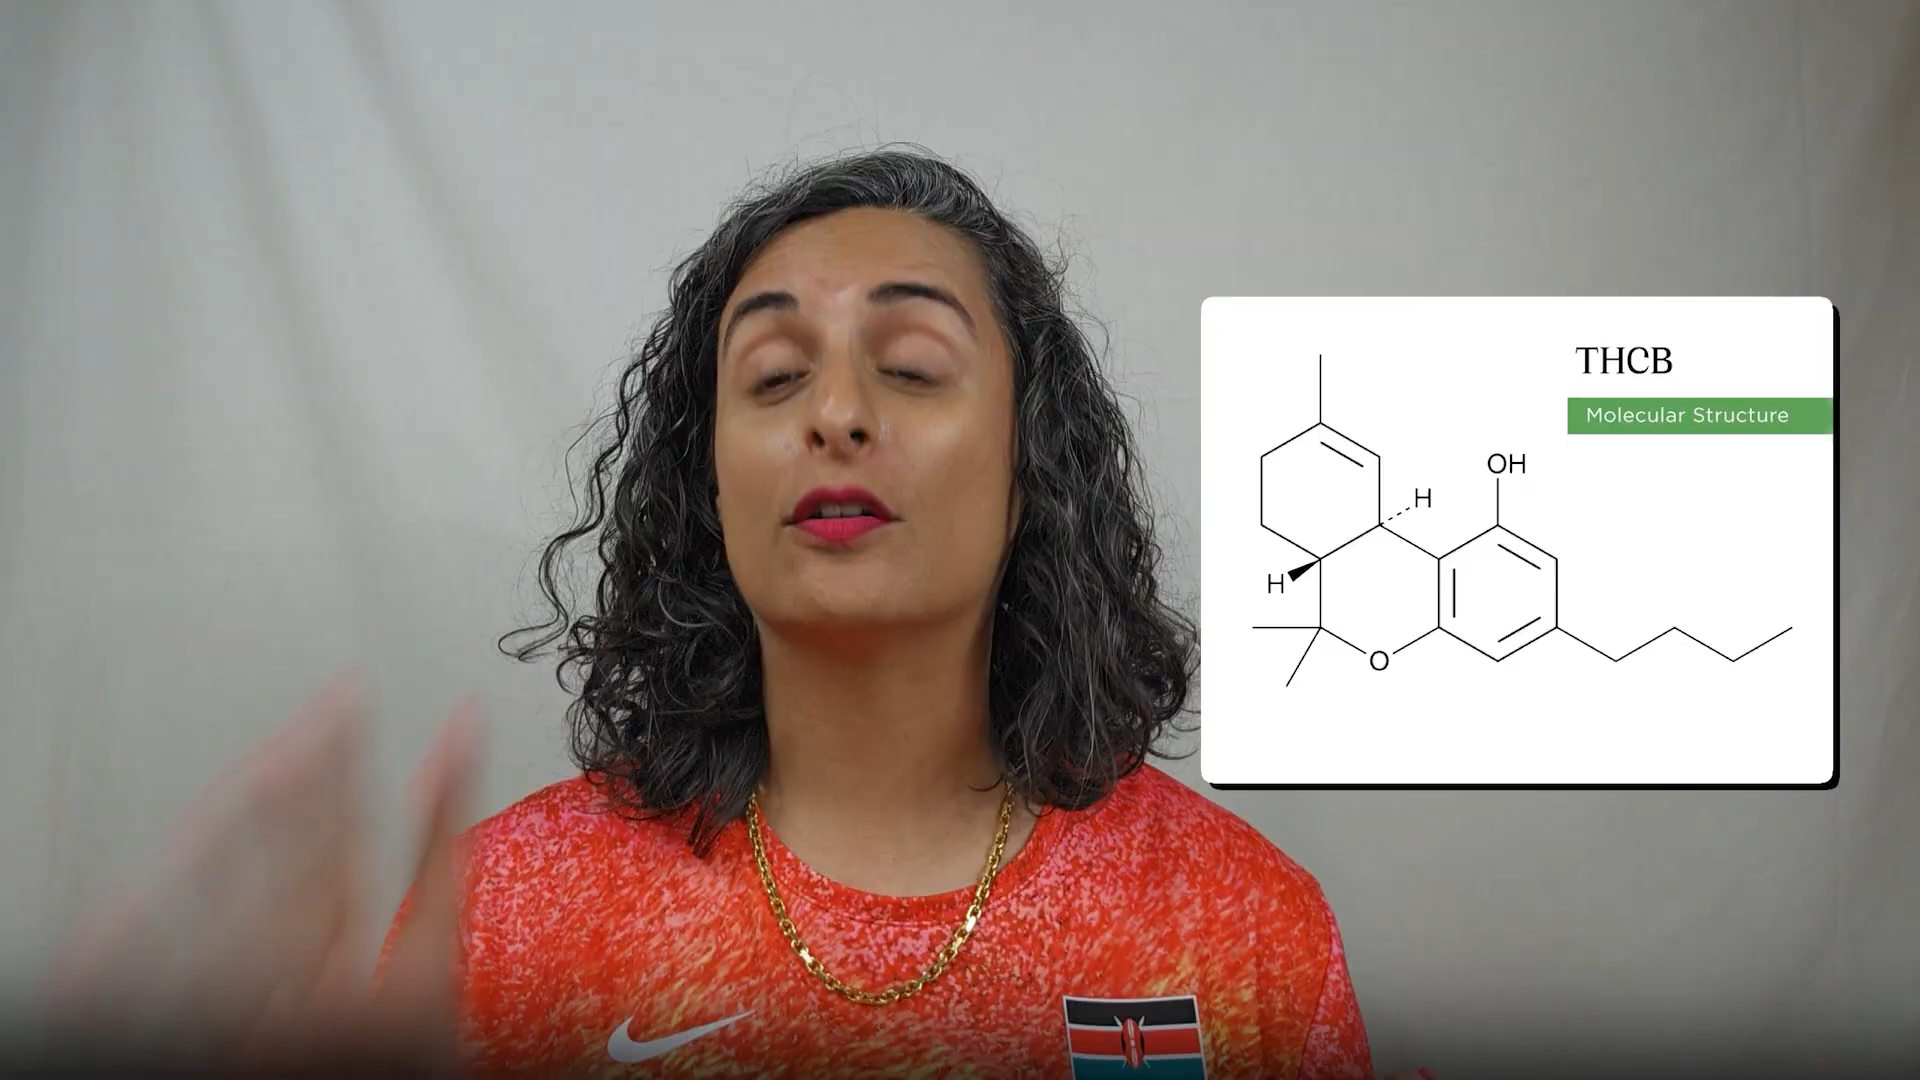 THCB
Molecular Structure
OH
H
H
O